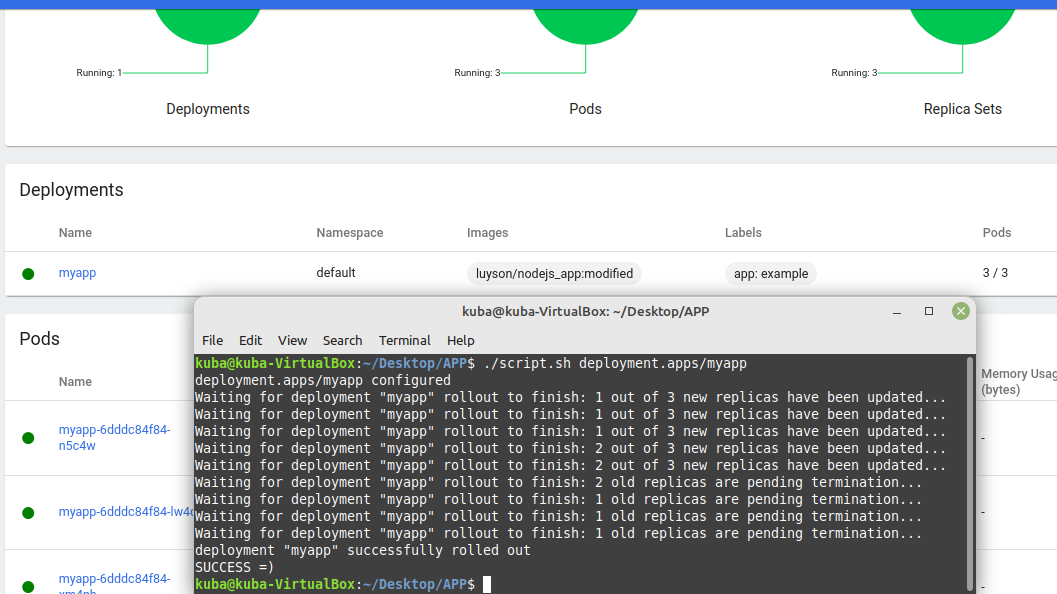 Running: 1
Running: 3
Running: 3
Deployments
Pods
Replica Sets
Deployments
Name
Namespace
Images
Labels
Pods
myapp
default
luyson/nodejs_app:modified
app: example
3 / 3
Pods
Name
Memory Usag
(bytes)
myapp-6dddc84f84-
n5c4w
-
myapp-6dddc84f84-lw4c
-
myapp-6dddc84f84-
xm4nh
-
kuba@kuba-VirtualBox: ~/Desktop/APP
File Edit View Search Terminal Help
kuba@kuba-VirtualBox:~/Desktop/APP$ ./script.sh deployment.apps/myapp
deployment.apps/myapp configured
Waiting for deployment "myapp" rollout to finish: 1 out of 3 new replicas have been updated...
Waiting for deployment "myapp" rollout to finish: 1 out of 3 new replicas have been updated...
Waiting for deployment "myapp" rollout to finish: 1 out of 3 new replicas have been updated...
Waiting for deployment "myapp" rollout to finish: 2 out of 3 new replicas have been updated...
Waiting for deployment "myapp" rollout to finish: 2 out of 3 new replicas have been updated...
Waiting for deployment "myapp" rollout to finish: 2 old replicas are pending termination...
Waiting for deployment "myapp" rollout to finish: 1 old replicas are pending termination...
Waiting for deployment "myapp" rollout to finish: 1 old replicas are pending termination...
Waiting for deployment "myapp" rollout to finish: 1 old replicas are pending termination...
deployment "myapp" successfully rolled out
SUCCESS =)
kuba@kuba-VirtualBox:~/Desktop/APP$